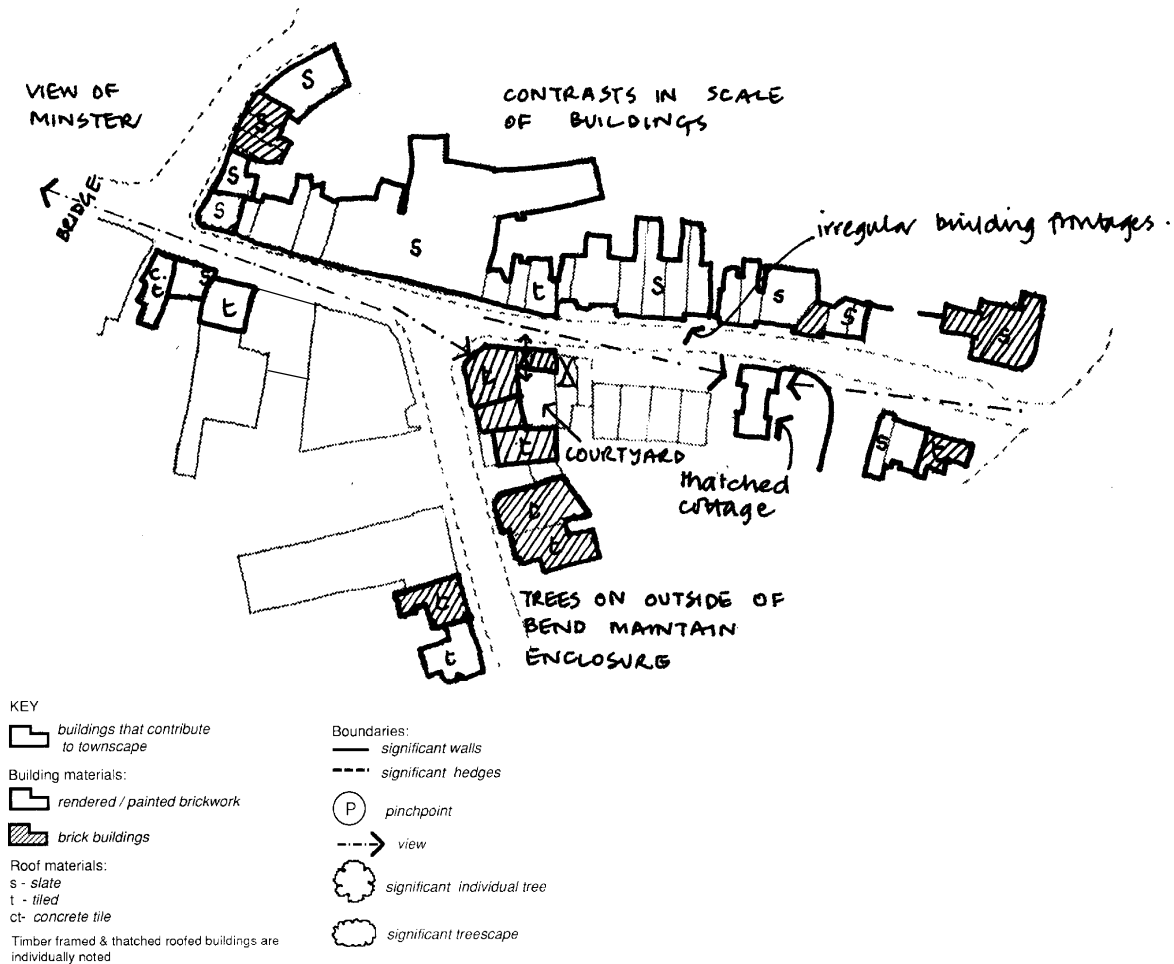 VIEW OF
MINSTER
CONTRASTS IN SCALE
OF BUILDINGS
irregular building frontages.
BRIDGE
S
S
S
S
S
c.
t
S
t
t
S
S
S
S
t
t
COURTYARD
thatched
cottage
S
t
t
t
t
TREES ON OUTSIDE OF
BEND MAINTAIN
ENCLOSURE
KEY
buildings that contribute
to townscape
Building materials:
rendered / painted brickwork
brick buildings
Roof materials:
s - slate
t - tiled
ct- concrete tile
Timber framed & thatched roofed buildings are
individually noted
Boundaries:
significant walls
significant hedges
P
pinchpoint
view
significant individual tree
significant treescape